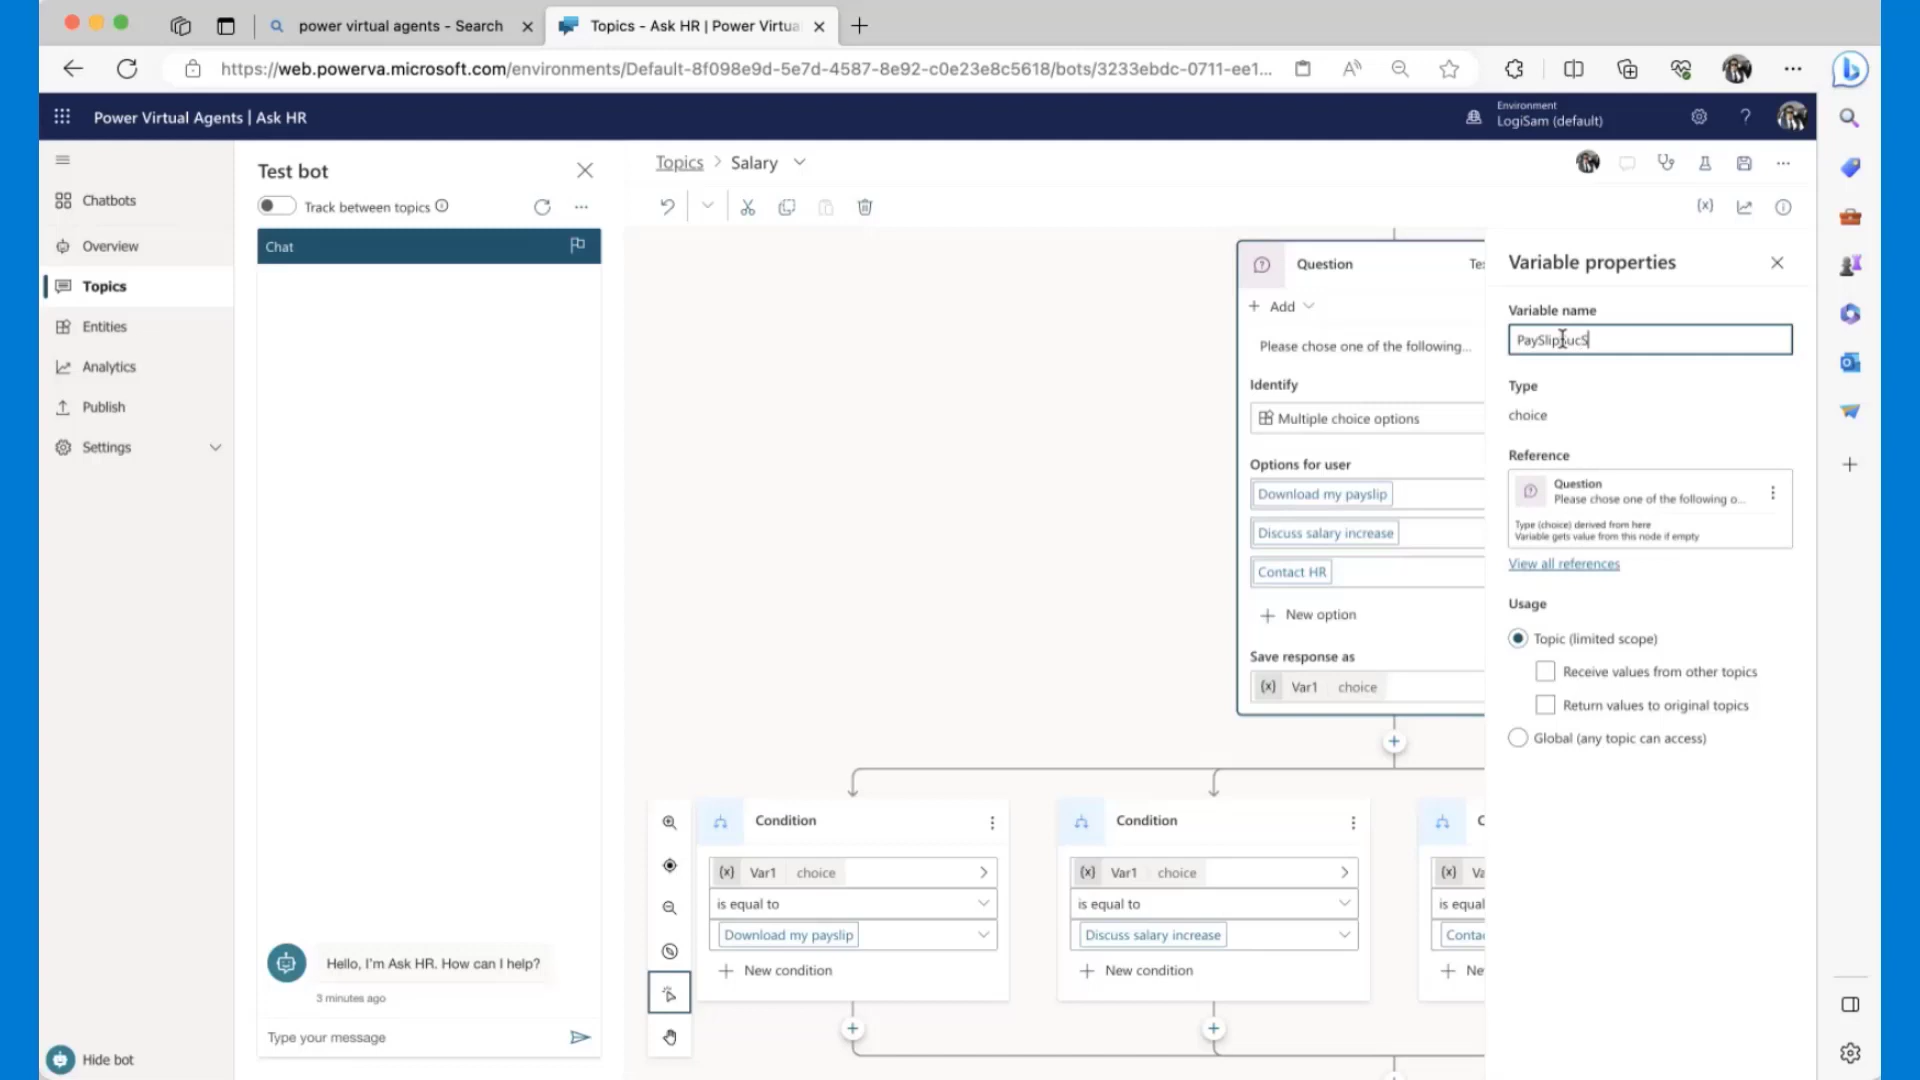 power virtual agents - Search
Topics - Ask HR | Power Virtua
https://web.powerva.microsoft.com/environments/Default-8f098e9d-5e7d-4587-8e92-c0e23e8c5618/bots/3233ebdc-0711-ee1...
Power Virtual Agents | Ask HR
Environment
LogiSam (default)
Chatbots
Overview
Topics
Entities
Analytics
Publish
Settings
Hide bot
Test bot
Track between topics
Chat
Hello, I'm Ask HR. How can I help?
3 minutes ago
Type your message
Topics > Salary
Question
Te
+ Add
Please chose one of the following...
Identify
Multiple choice options
Options for user
Download my payslip
Discuss salary increase
Contact HR
+ New option
Save response as
{x} Var1 choice
Condition
{x} Var1 choice
is equal to
Download my payslip
+ New condition
Condition
{x} Var1 choice
is equal to
Discuss salary increase
+ New condition
C
{x} Va
is equal
Contac
+ Ne
Variable properties
Variable name
Type
choice
Reference
Question
Please chose one of the following o...
Type (choice) derived from here
Variable gets value from this node if empty
View all references
Usage
Topic (limited scope)
Receive values from other topics
Return values to original topics
Global (any topic can access)